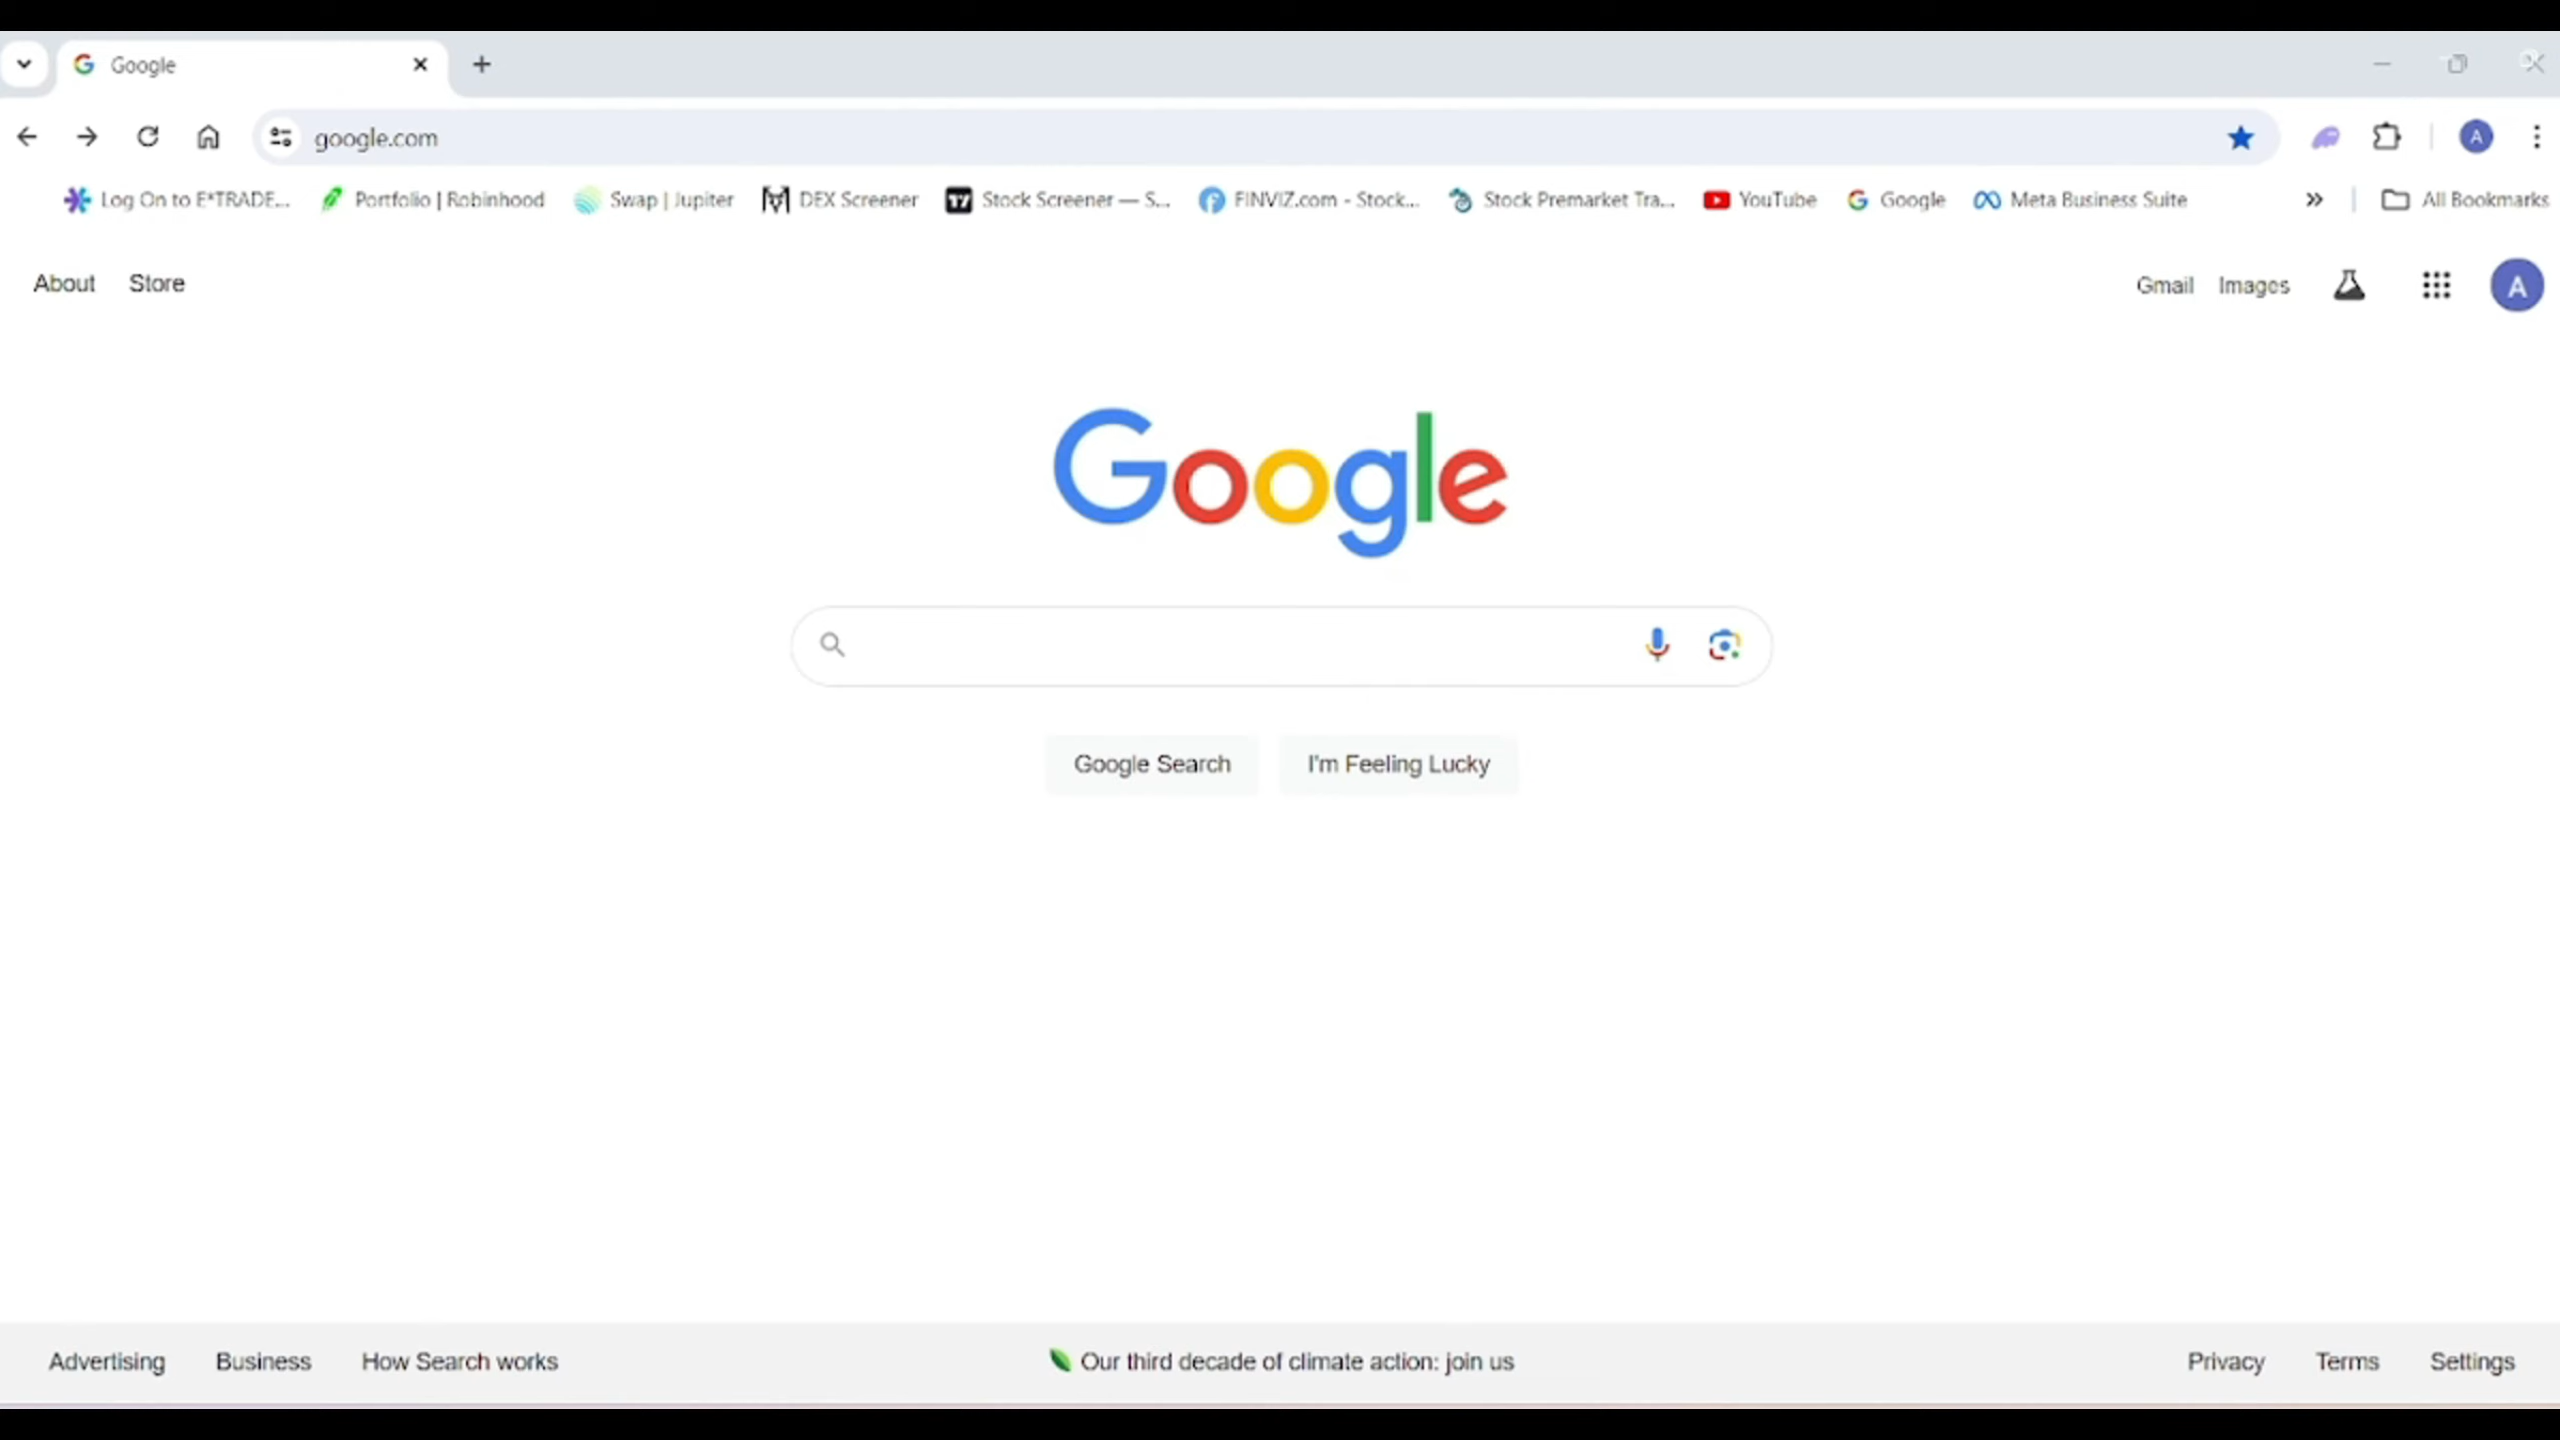 Google
google.com
A
Log On to E*TRADE... Portfolio | Robinhood Swap | Jupiter DEX Screener Stock Screener — S... FINVIZ.com - Stock... Stock Premarket Tra... YouTube Google Meta Business Suite » All Bookmarks
About Store Gmail Images A
Google
Google Search I'm Feeling Lucky
Advertising Business How Search works Our third decade of climate action: join us Privacy Terms Settings